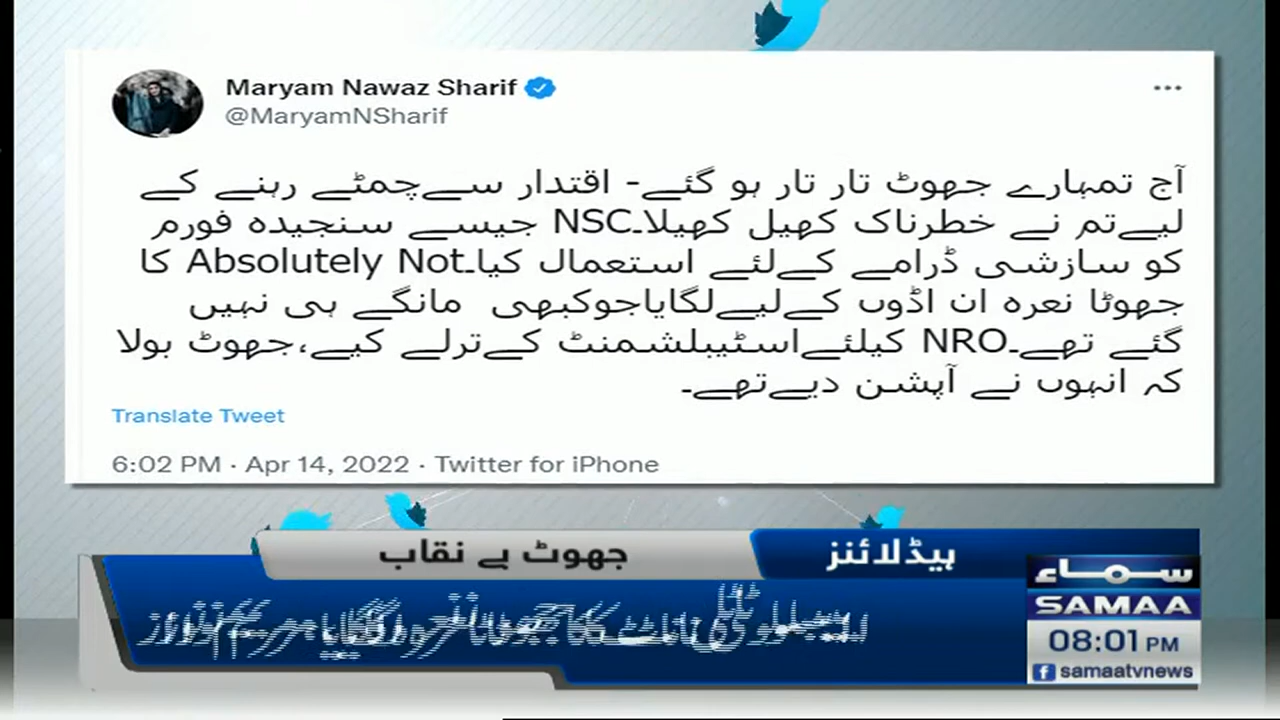 Maryam Nawaz Sharif
@MaryamNSharif
آج تمہارے جھوٹ تار تار ہو گئے- اقتدار سےچمٹے رہنے کے
لیےتم نے خطرناک کھیل کھیلا۔NSC جیسے سنجیدہ فورم
کو سازشی ڈرامے کےلئے استعمال کیا۔Absolutely Not کا
جھوٹا نعرہ ان اڈوں کےلیےلگایاجوکبھی مانگے ہی نہیں
گئے تھے۔NRO کیلئےاسٹیبلشمنٹ کےترلے کیے،جھوٹ بولا
کہ انہوں نے آپشن دیےتھے۔
Translate Tweet
6:02 PM · Apr 14, 2022 · Twitter for iPhone
ہیڈلائنز
جھوٹ بے نقاب
سماء
SAMAA
08:01 PM
samaatvnews